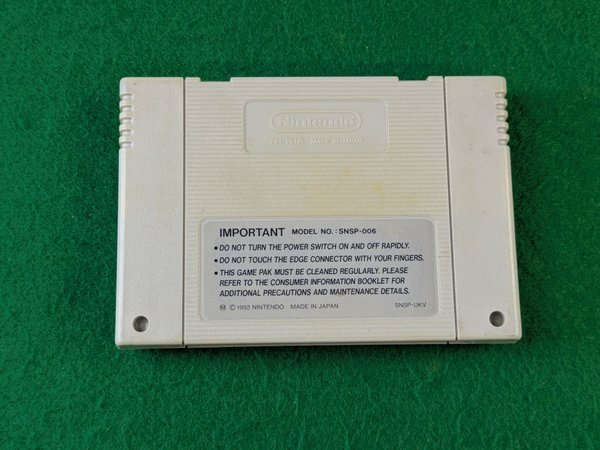 Nintendo
PAT. PEND. MADE IN JAPAN
IMPORTANT MODEL NO.: SNSP-006
• DO NOT TURN THE POWER SWITCH ON AND OFF RAPIDLY.
• DO NOT TOUCH THE EDGE CONNECTOR WITH YOUR FINGERS.
• THIS GAME PAK MUST BE CLEANED REGULARLY. PLEASE
REFER TO THE CONSUMER INFORMATION BOOKLET FOR
ADDITIONAL PRECAUTIONS AND MAINTENANCE DETAILS.
Ⓜ © 1992 NINTENDO MADE IN JAPAN SNSP-UKV